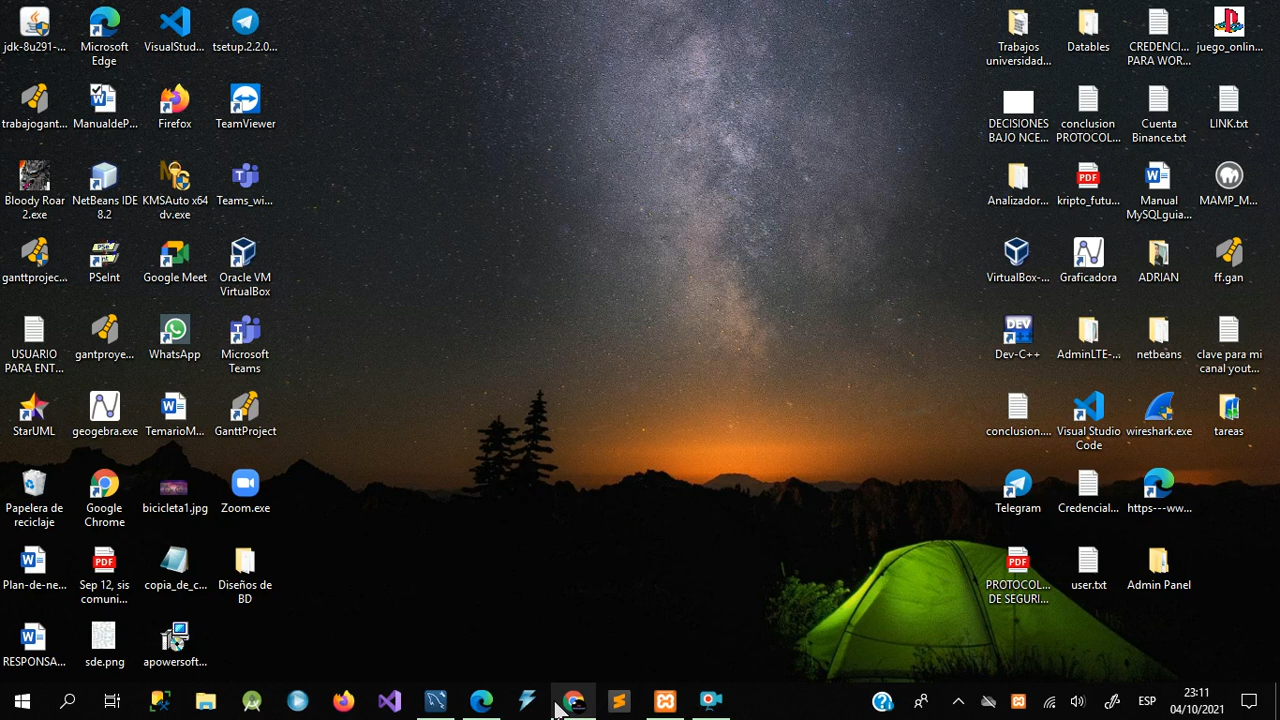 jdk-8u291-...
Microsoft
Edge
VisualStud...
tsetup.2.2.0...
trabajogant...
ManualdeP...
Firefox
TeamViewer
Bloody Roar
2.exe
NetBeans IDE
8.2
KMSAuto x64
dv.exe
Teams_wi...
ganttprojec...
PSeInt
Google Meet
Oracle VM
VirtualBox
USUARIO
PARA ENT...
gantproye...
WhatsApp
Microsoft
Teams
StarUML
geogebra.exe
TemarioM...
GanttProject
Papelera de
reciclaje
Google
Chrome
bicicleta1.jpg
Zoom.exe
Plan-de-ne...
Sep 12, sis
comuni...
copia_de_c...
Diseños de
BD
RESPONSA...
sde.png
apowersoft...
Trabajos
universidad...
Datables
CREDENCI...
PARA WOR...
juego_onlin...
DECISIONES
BAJO NCE...
conclusion
PROTOCOL...
Cuenta
Binance.txt
LINK.txt
Analizador...
kripto_futu...
Manual
MySQLguia...
MAMP_M...
VirtualBox-...
Graficadora
ADRIAN
ff.gan
Dev-C++
AdminLTE-...
netbeans
clave para mi
canal yout...
conclusion....
Visual Studio
Code
wireshark.exe
tareas
Telegram
Credencial...
https---ww...
PROTOCOL...
DE SEGURI...
user.txt
Admin Panel
ESP
23:11
04/10/2021